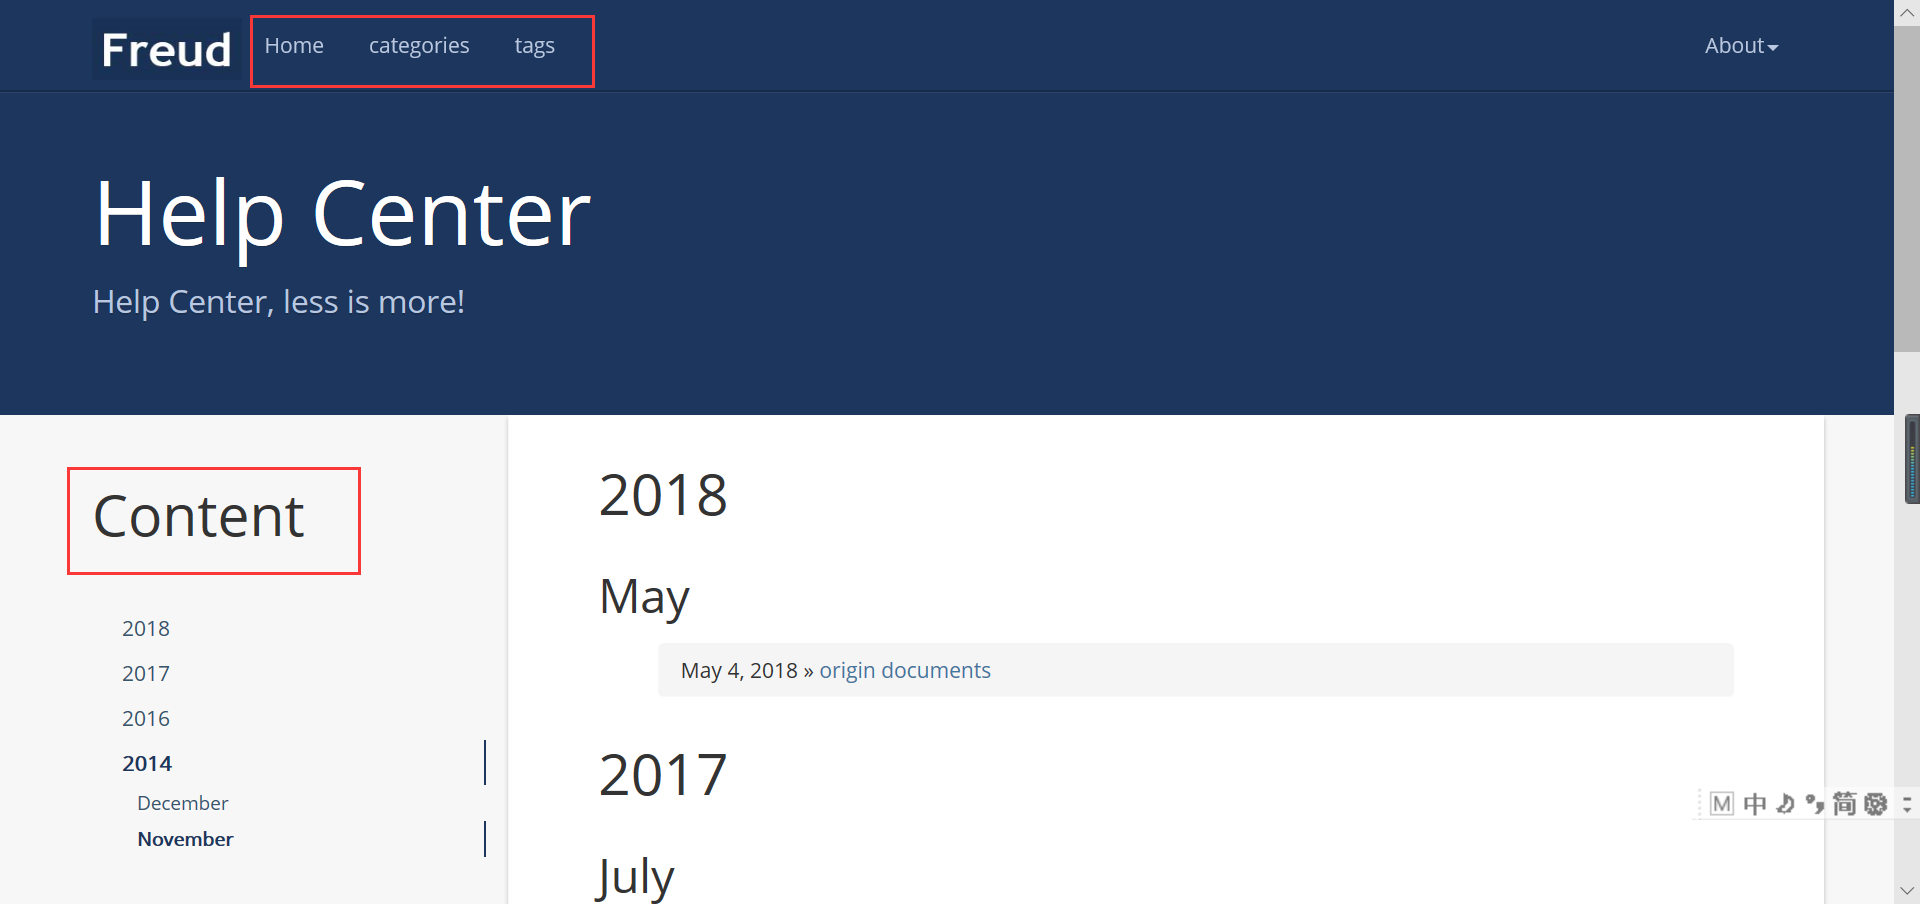 Freud Home categories tags About
Help Center
Help Center, less is more!
Content
2018
2017
2016
2014
December
November
2018
May
May 4, 2018 » origin documents
2017
July
M 中 简